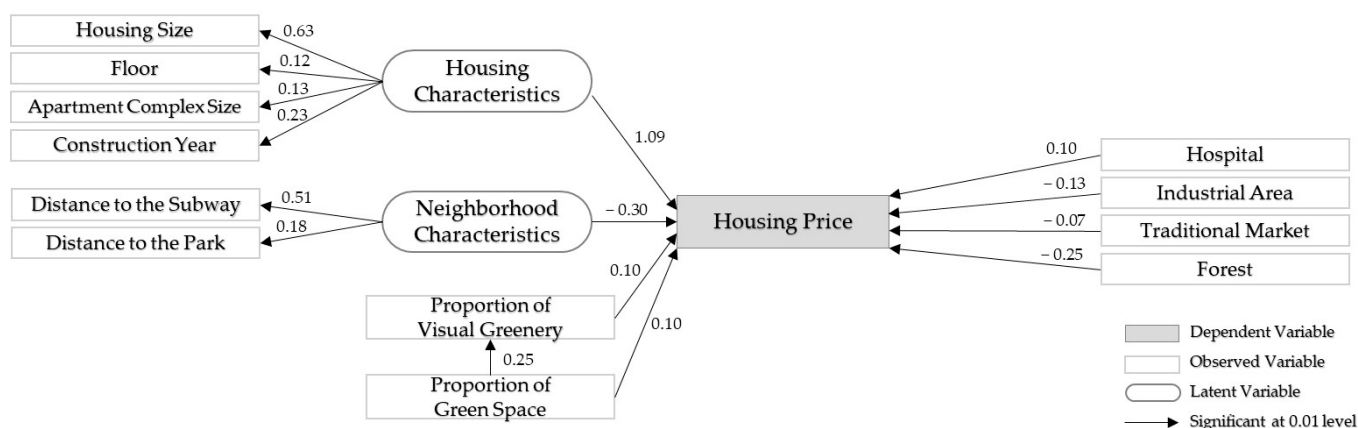 Housing Size
Floor
Apartment Complex Size
Construction Year
0.63
0.12
0.13
0.23
Housing
Characteristics
1.09
Distance to the Subway
Distance to the Park
0.51
0.18
Neighborhood
Characteristics
– 0.30
Housing Price
0.10
Hospital
– 0.13
Industrial Area
– 0.07
Traditional Market
– 0.25
Forest
Proportion of
Visual Greenery
0.10
0.25
Proportion of
Green Space
0.10
Dependent Variable
Observed Variable
Latent Variable
Significant at 0.01 level